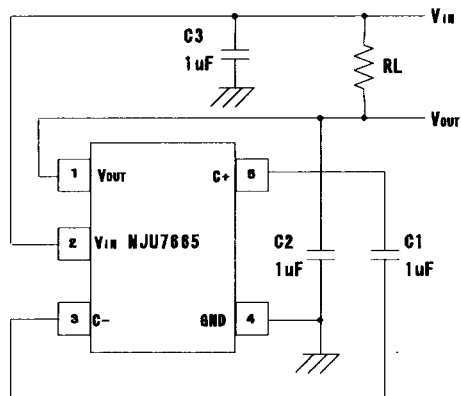 VIN
C3
1uF
RL
VOUT
1 VOUT C+ 5
2 VIN NJU7665
C2
1uF
C1
1uF
3 C- GND 4